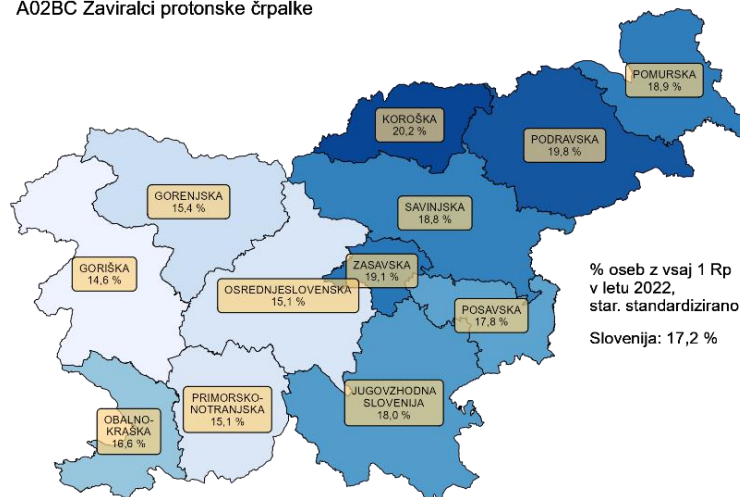 A02BC Zaviralci protonske črpalke
POMURSKA
18,9 %
KOROŠKA
20,2 %
PODRAVSKA
19,8 %
GORENJSKA
15,4 %
SAVINJSKA
18,8 %
GORIŠKA
14,6 %
ZASAVSKA
19,1 %
OSREDNJESLOVENSKA
15,1 %
POSAVSKA
17,8 %
% oseb z vsaj 1 Rp
v letu 2022,
star. standardizirano
Slovenija: 17,2 %
JUGOVZHODNA
SLOVENIJA
18,0 %
PRIMORSKO-
NOTRANJSKA
15,1 %
OBALNO-
KRAŠKA
16,6 %